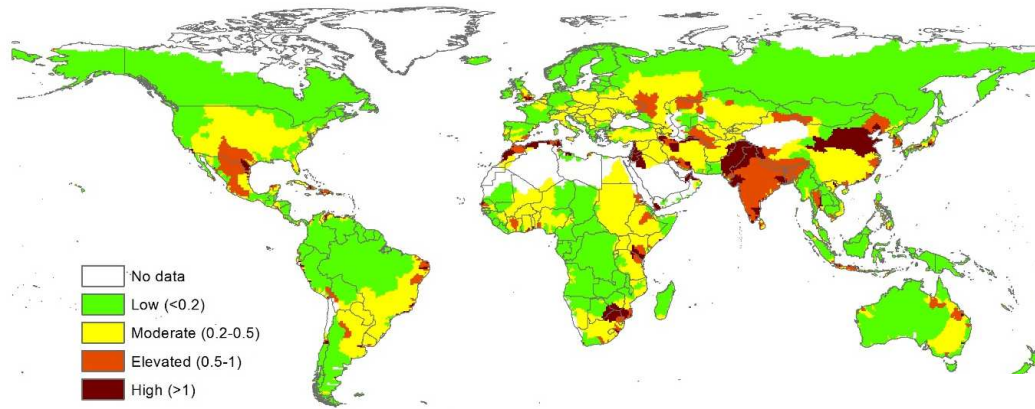 No data
Low (<0.2)
Moderate (0.2-0.5)
Elevated (0.5-1)
High (>1)